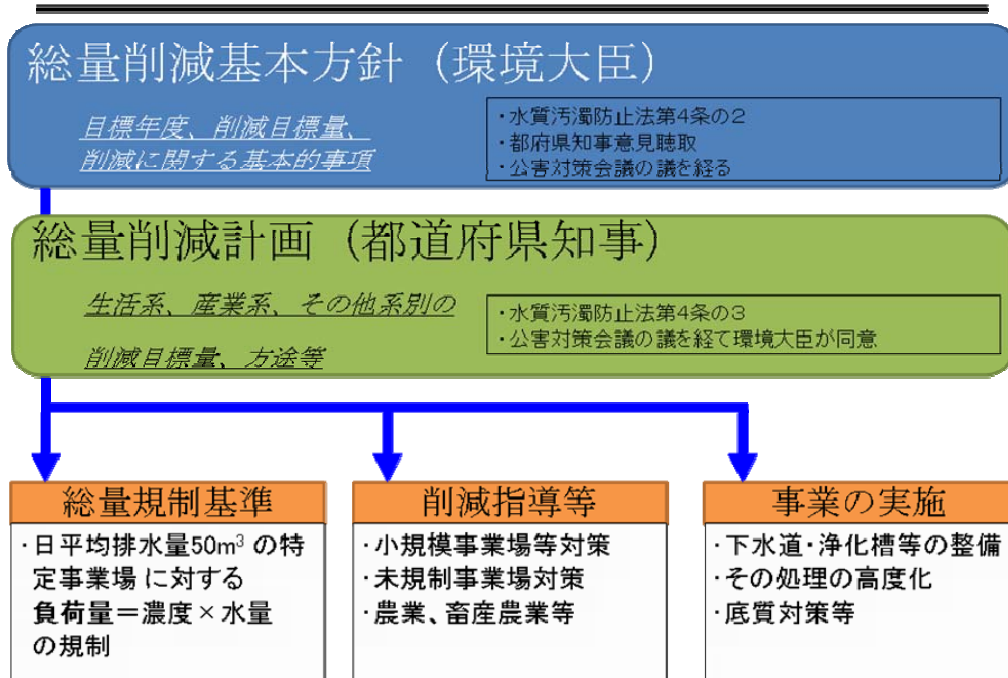 総量削減基本方針（環境大臣）
目標年度、削減目標量、
削減に関する基本的事項
・水質汚濁防止法第4条の2
・都府県知事意見聴取
・公害対策会議の議を経る
総量削減計画（都道府県知事）
生活系、産業系、その他系別の
削減目標量、方途等
・水質汚濁防止法第4条の3
・公害対策会議の議を経て環境大臣が同意
総量規制基準
・日平均排水量50m³ の特
定事業場 に対する
負荷量＝濃度×水量
の規制
削減指導等
・小規模事業場等対策
・未規制事業場対策
・農業、畜産農業等
事業の実施
・下水道・浄化槽等の整備
・その処理の高度化
・底質対策等